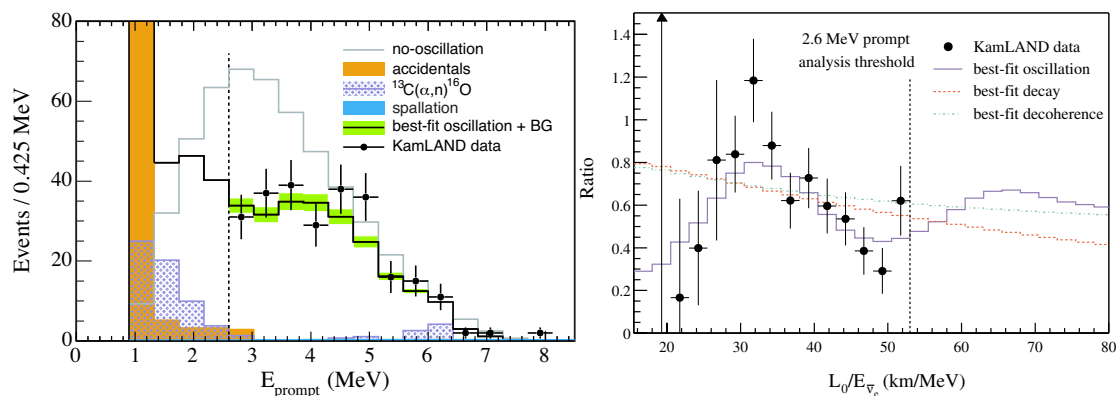 80
60
40
20
0
Events / 0.425 MeV
no-oscillation
accidentals
¹³C(α,n)¹⁶O
spallation
best-fit oscillation + BG
KamLAND data
0 1 2 3 4 5 6 7 8
E_prompt (MeV)
1.4
1.2
1
0.8
0.6
0.4
0.2
0
Ratio
2.6 MeV prompt
analysis threshold
KamLAND data
best-fit oscillation
best-fit decay
best-fit decoherence
20 30 40 50 60 70 80
L₀/E_ν̄ₑ (km/MeV)